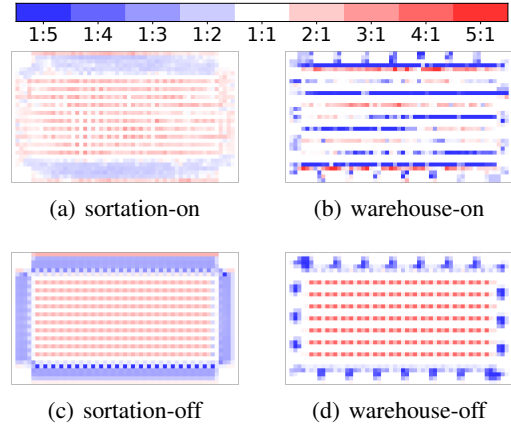 1:5 1:4 1:3 1:2 1:1 2:1 3:1 4:1 5:1
(a) sortation-on (b) warehouse-on
(c) sortation-off (d) warehouse-off